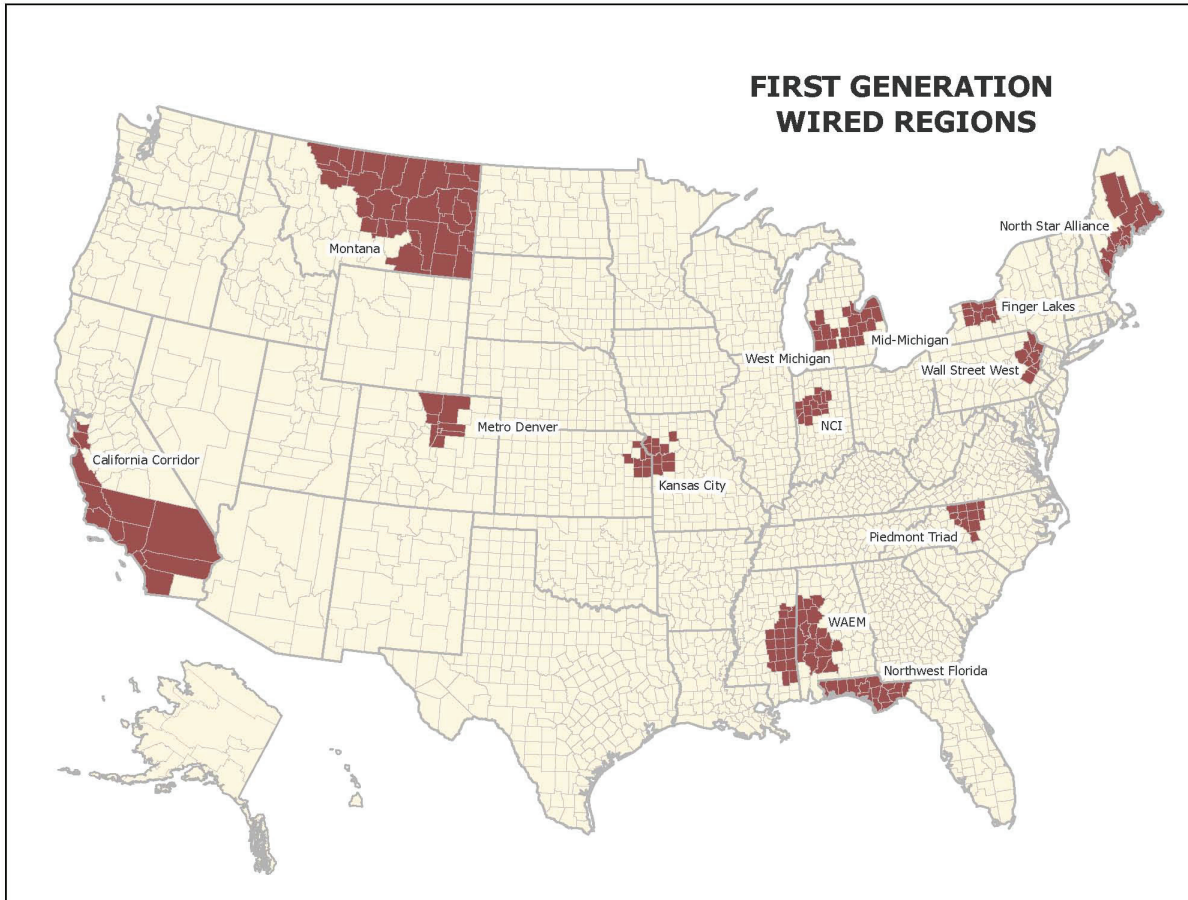 FIRST GENERATION
WIRED REGIONS
North Star Alliance
Montana
Finger Lakes
Mid-Michigan
West Michigan
Wall Street West
Metro Denver
NCI
California Corridor
Kansas City
Piedmont Triad
WAEM
Northwest Florida